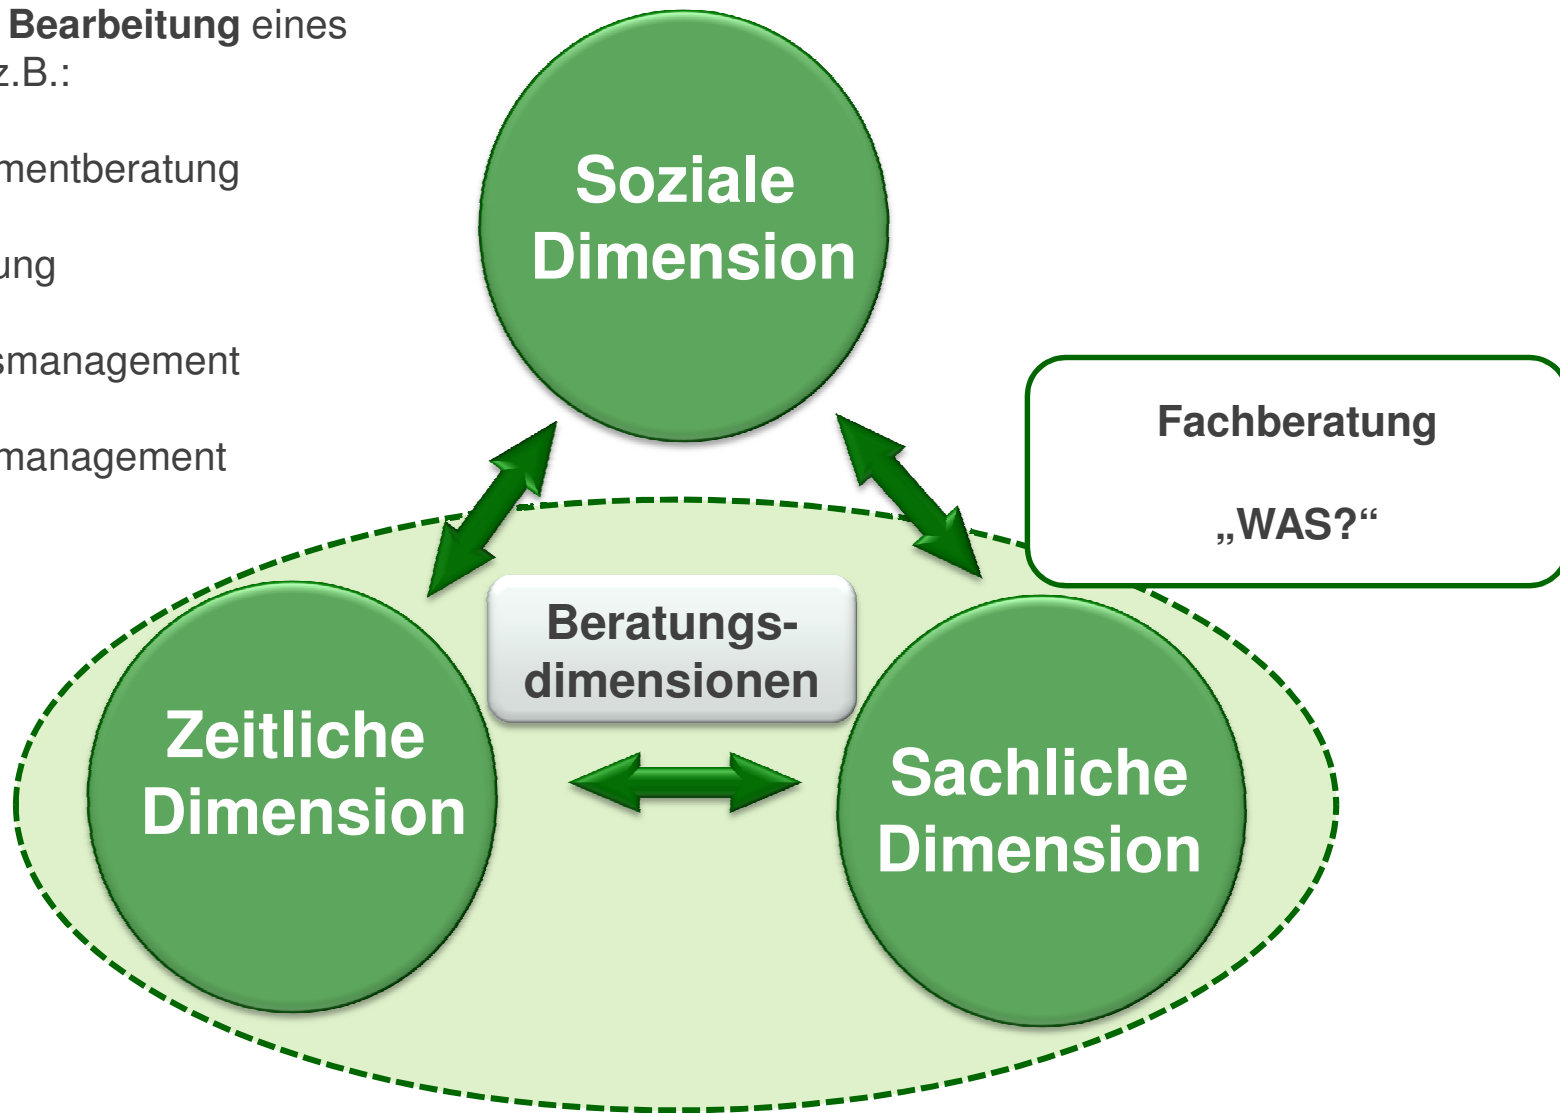 Bearbeitung eines
z.B.:
mentberatung
ung
smanagement
management
Soziale
Dimension
Fachberatung
„WAS?“
Beratungs-
dimensionen
Zeitliche
Dimension
Sachliche
Dimension